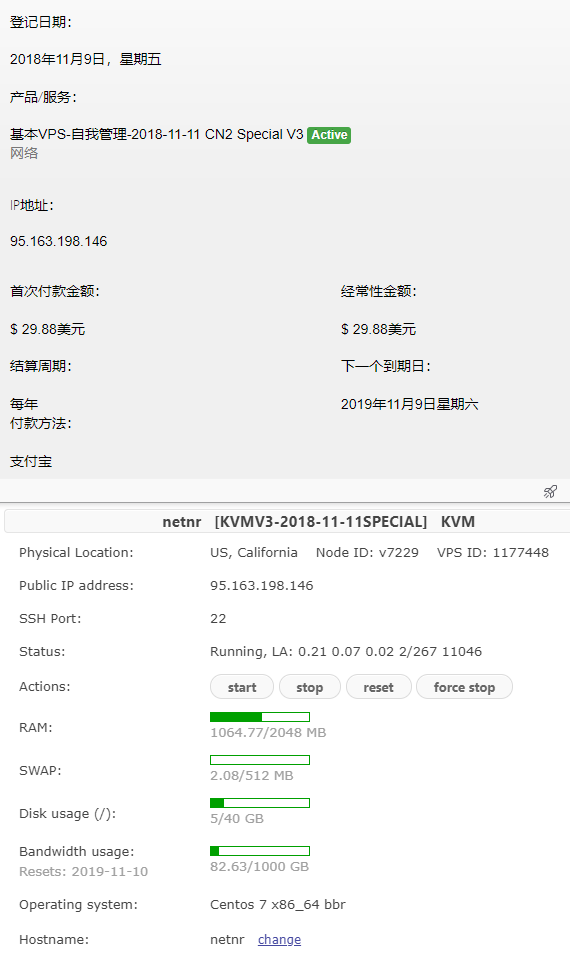 登记日期：
2018年11月9日，星期五
产品/服务：
基本VPS-自我管理-2018-11-11 CN2 Special V3 Active
网络
IP地址：
95.163.198.146
首次付款金额： 经常性金额：
$ 29.88美元 $ 29.88美元
结算周期： 下一个到期日：
每年 2019年11月9日星期六
付款方法：
支付宝
netnr [KVMV3-2018-11-11SPECIAL] KVM
Physical Location: US, California Node ID: v7229 VPS ID: 1177448
Public IP address: 95.163.198.146
SSH Port: 22
Status: Running, LA: 0.21 0.07 0.02 2/267 11046
Actions: start stop reset force stop
RAM: 1064.77/2048 MB
SWAP: 2.08/512 MB
Disk usage (/): 5/40 GB
Bandwidth usage: 82.63/1000 GB
Resets: 2019-11-10
Operating system: Centos 7 x86_64 bbr
Hostname: netnr change